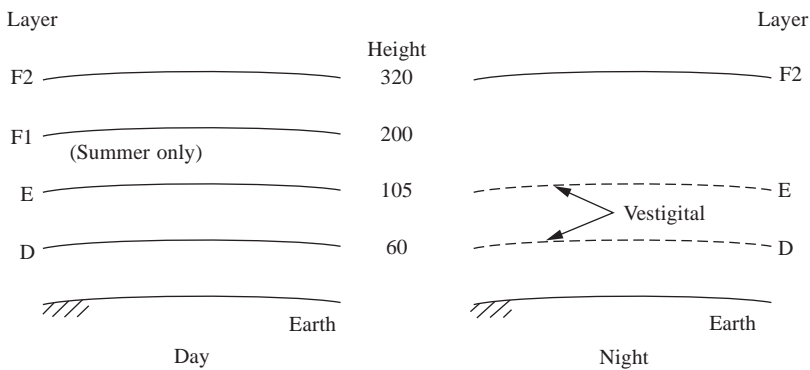 Layer
Layer
Height
F2
320
F2
F1
200
(Summer only)
E
105
E
Vestigital
D
60
D
Earth
Earth
Day
Night